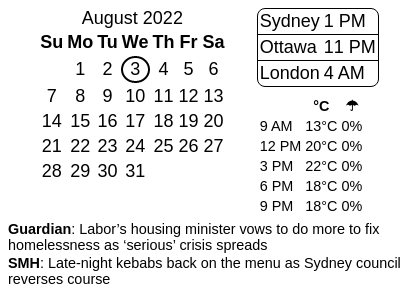 August 2022
Su Mo Tu We Th Fr Sa
1 2 3 4 5 6
7 8 9 10 11 12 13
14 15 16 17 18 19 20
21 22 23 24 25 26 27
28 29 30 31
Sydney 1 PM
Ottawa 11 PM
London 4 AM
°C ☂
9 AM 13°C 0%
12 PM 20°C 0%
3 PM 22°C 0%
6 PM 18°C 0%
9 PM 18°C 0%
Guardian: Labor’s housing minister vows to do more to fix
homelessness as ‘serious’ crisis spreads
SMH: Late-night kebabs back on the menu as Sydney council
reverses course